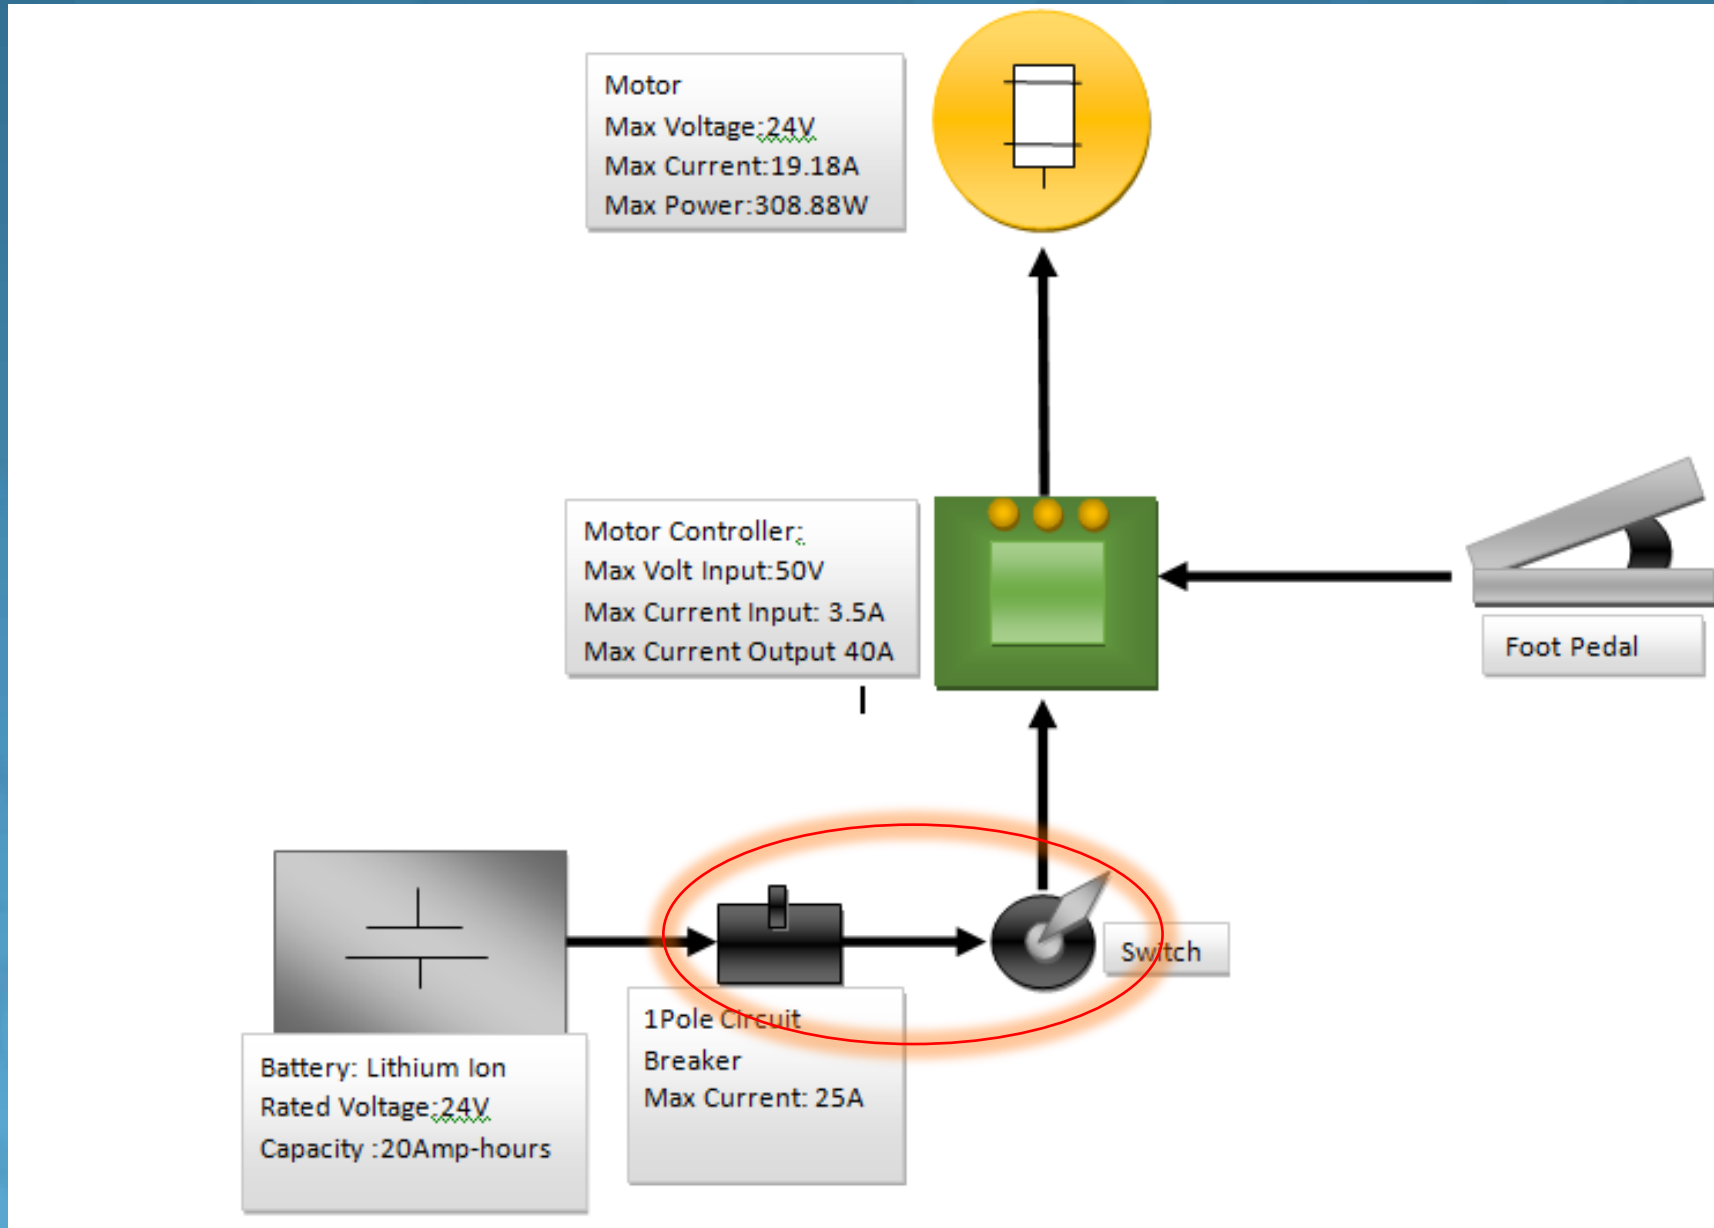 Motor
Max Voltage:24V
Max Current:19.18A
Max Power:308.88W
Motor Controller:
Max Volt Input:50V
Max Current Input: 3.5A
Max Current Output 40A
Foot Pedal
Switch
1Pole Circuit
Breaker
Max Current: 25A
Battery: Lithium Ion
Rated Voltage:24V
Capacity :20Amp-hours